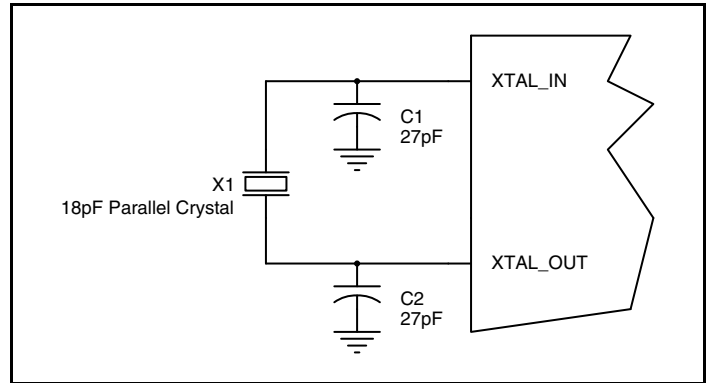 XTAL_IN
C1
27pF
X1
18pF Parallel Crystal
XTAL_OUT
C2
27pF